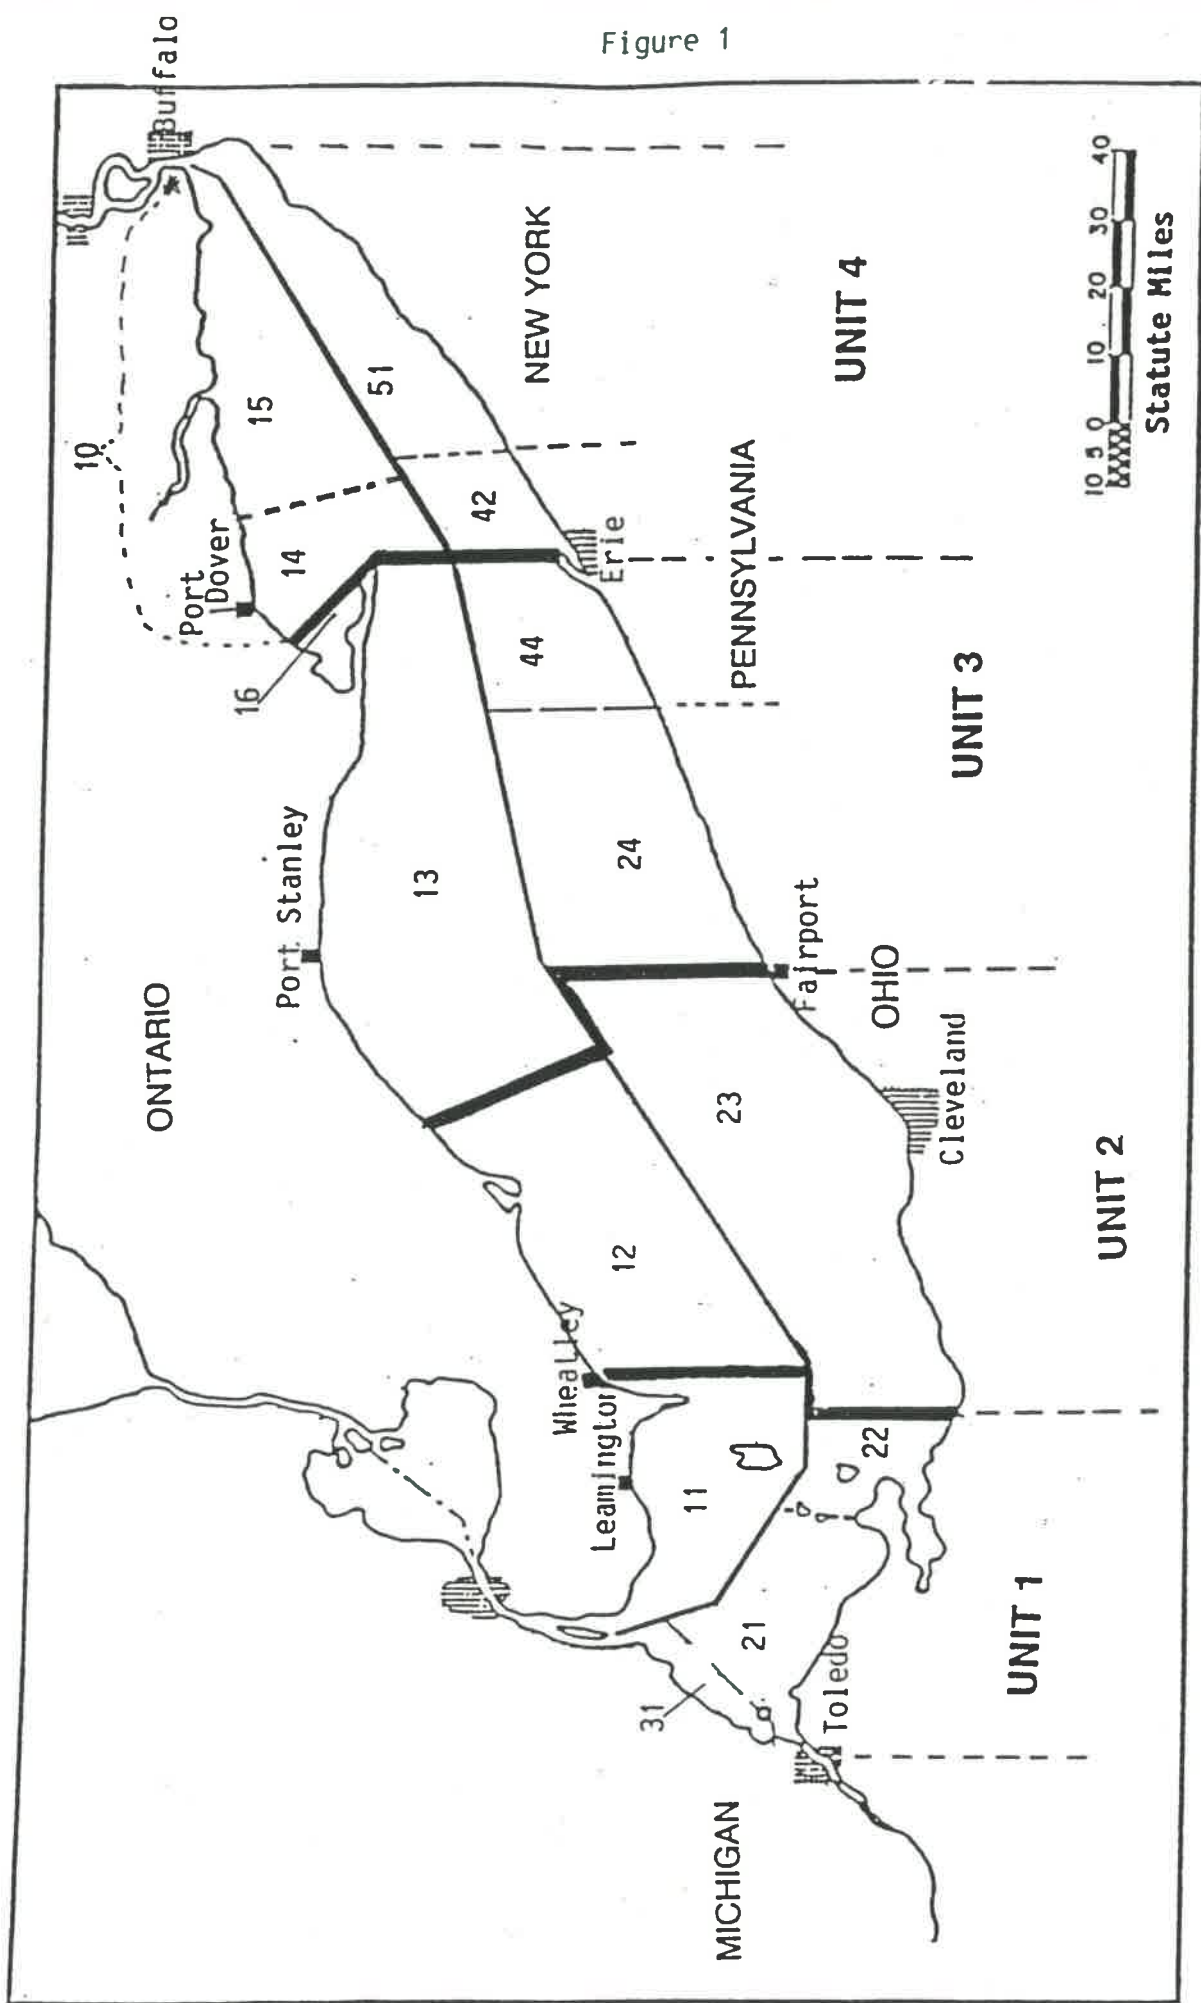 Figure 1
Buffalo
10
15
51
NEW YORK
UNIT 4
10 5 0 10 20 30 40
Statute Miles
Port
Dover
14
42
Erie
PENNSYLVANIA
16
44
UNIT 3
ONTARIO
Port Stanley
13
24
Fairport
OHIO
Cleveland
23
12
UNIT 2
Wheatley
Leamington
11
22
21
31
Toledo
UNIT 1
MICHIGAN